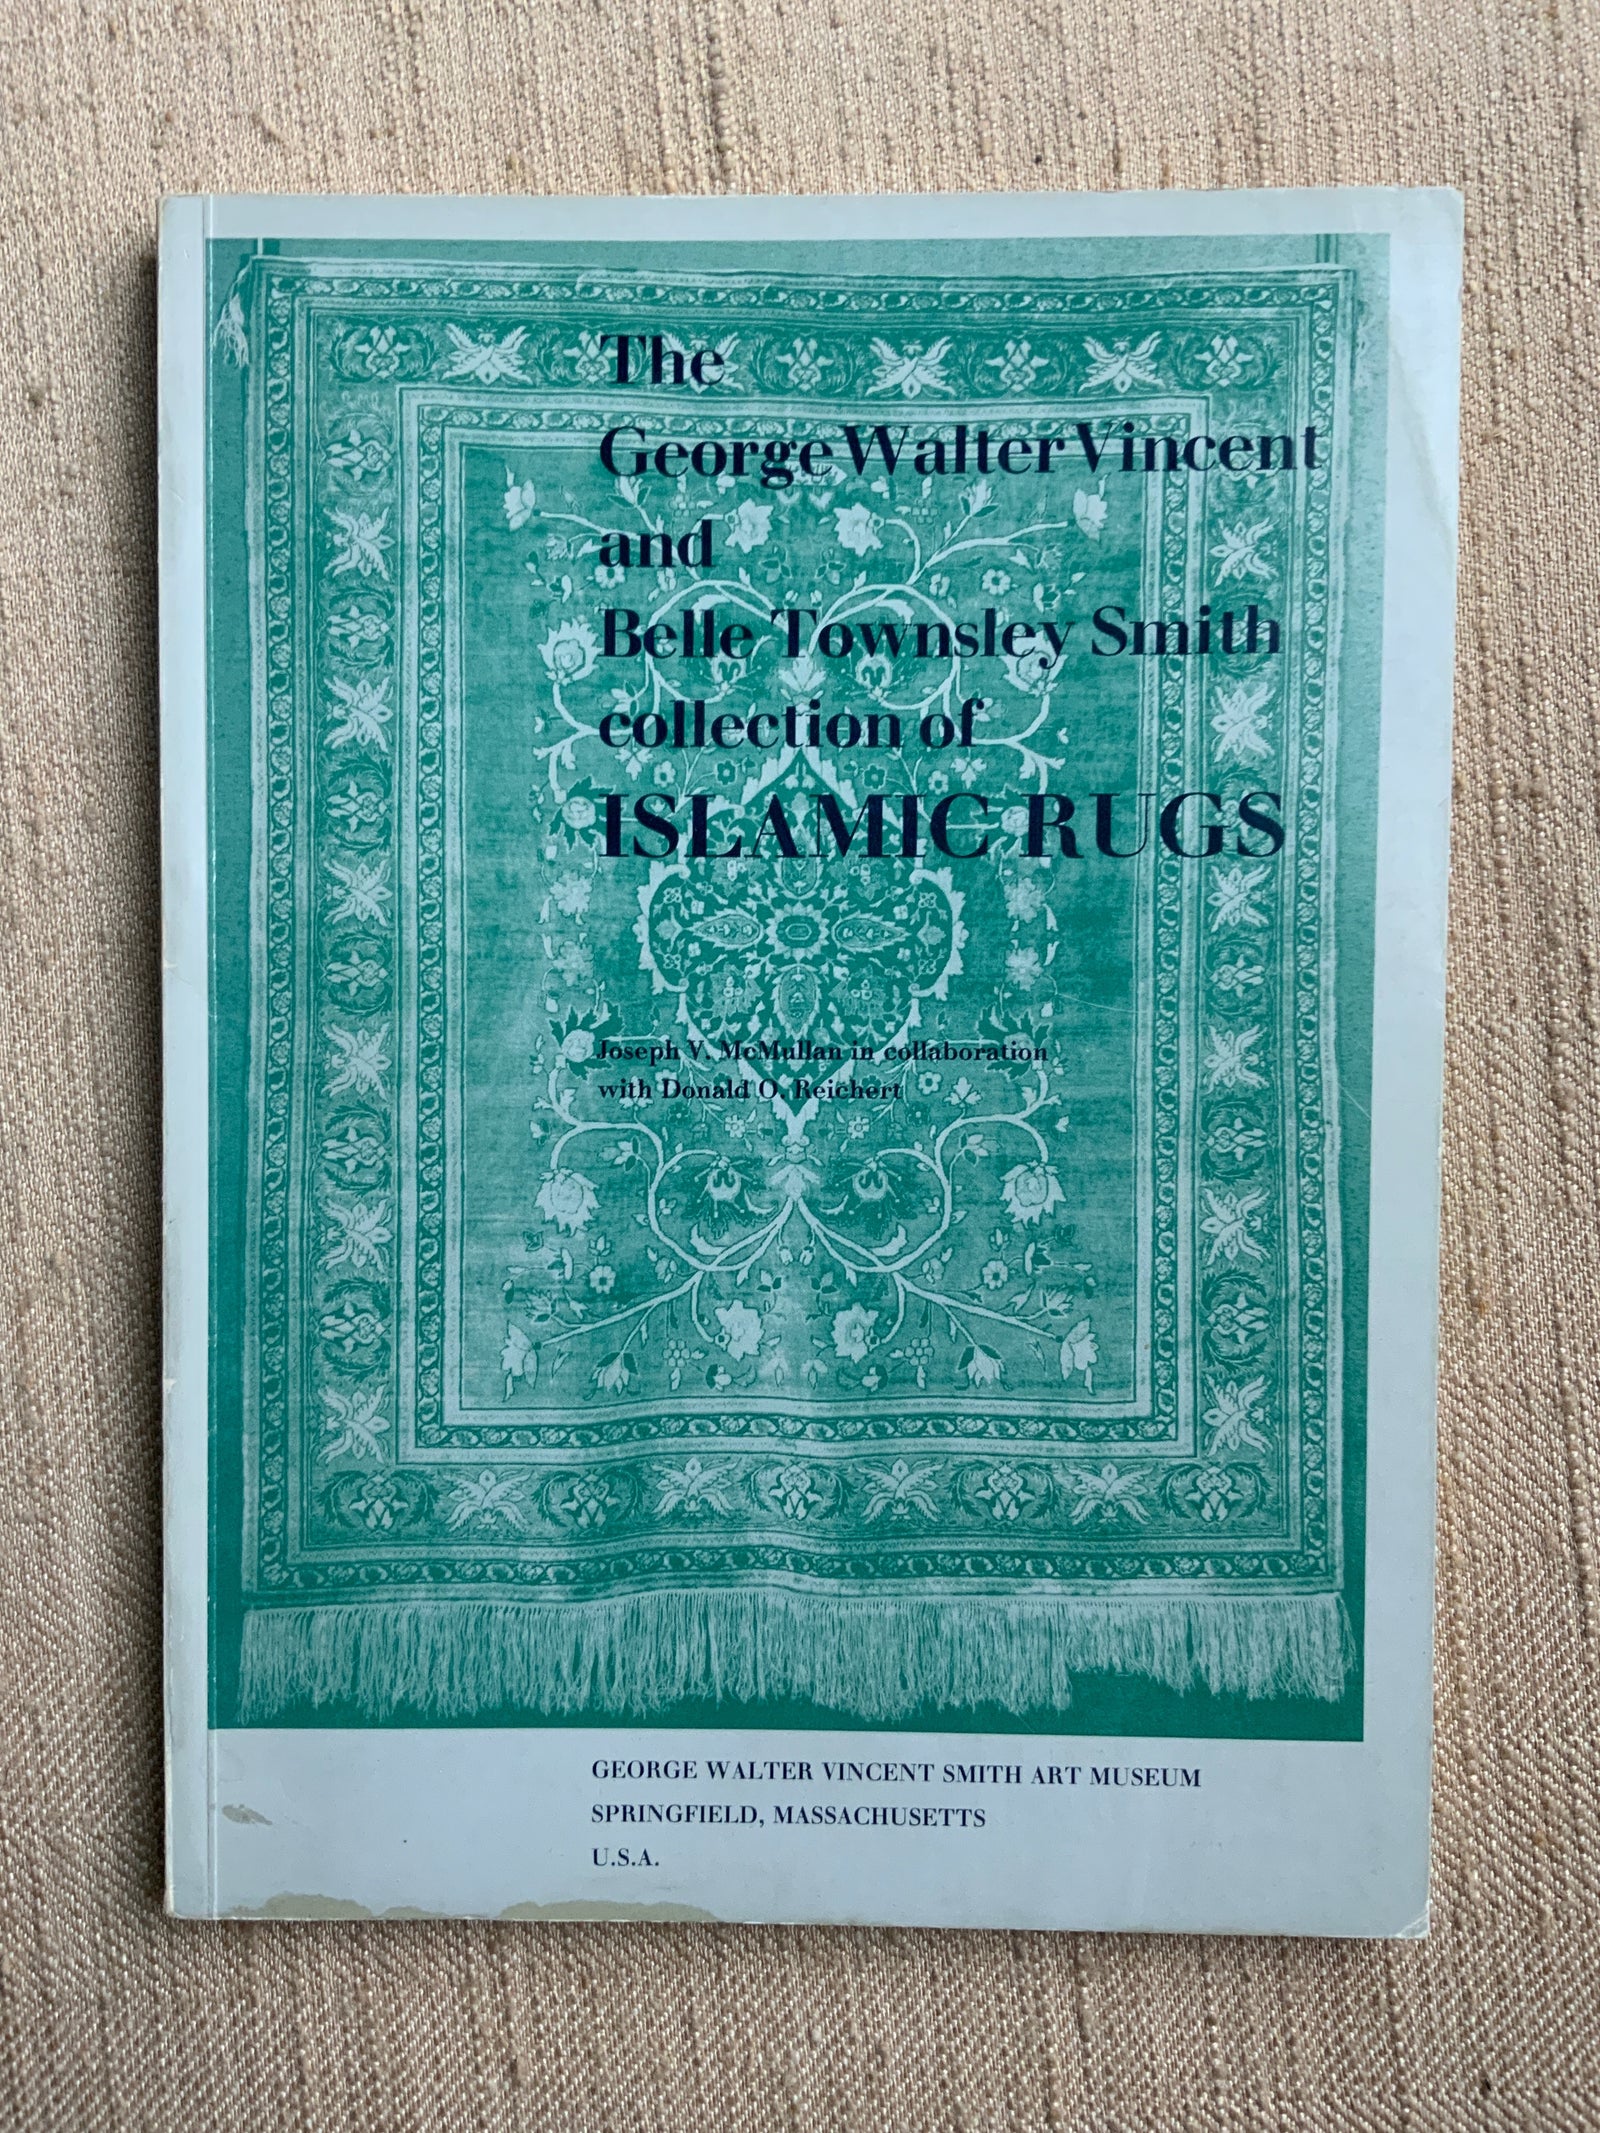 The
George Walter Vincent
and
Belle Townsley Smith
collection of
ISLAMIC RUGS
Joseph V. McMullan in collaboration
with Donald O. Reichert
GEORGE WALTER VINCENT SMITH ART MUSEUM
SPRINGFIELD, MASSACHUSETTS
U.S.A.